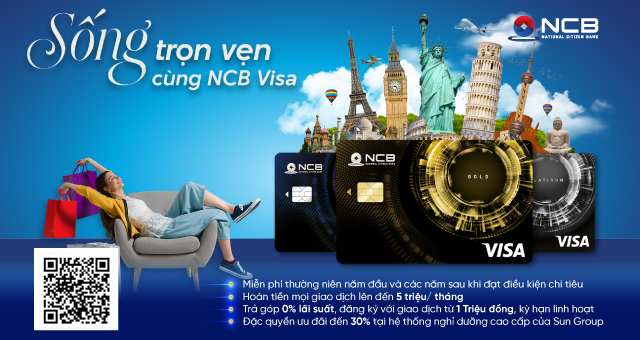 Sống trọn vẹn
cùng NCB Visa
NCB
NATIONAL CITIZEN BANK
NCB
NCB
GOLD
PLATINUM
VISA
VISA
Miễn phí thường niên năm đầu và các năm sau khi đạt điều kiện chi tiêu
Hoàn tiền mọi giao dịch lên đến 5 triệu/ tháng
Trả góp 0% lãi suất, đăng ký với giao dịch từ 1 Triệu đồng, kỳ hạn linh hoạt
Đặc quyền ưu đãi đến 30% tại hệ thống nghỉ dưỡng cao cấp của Sun Group